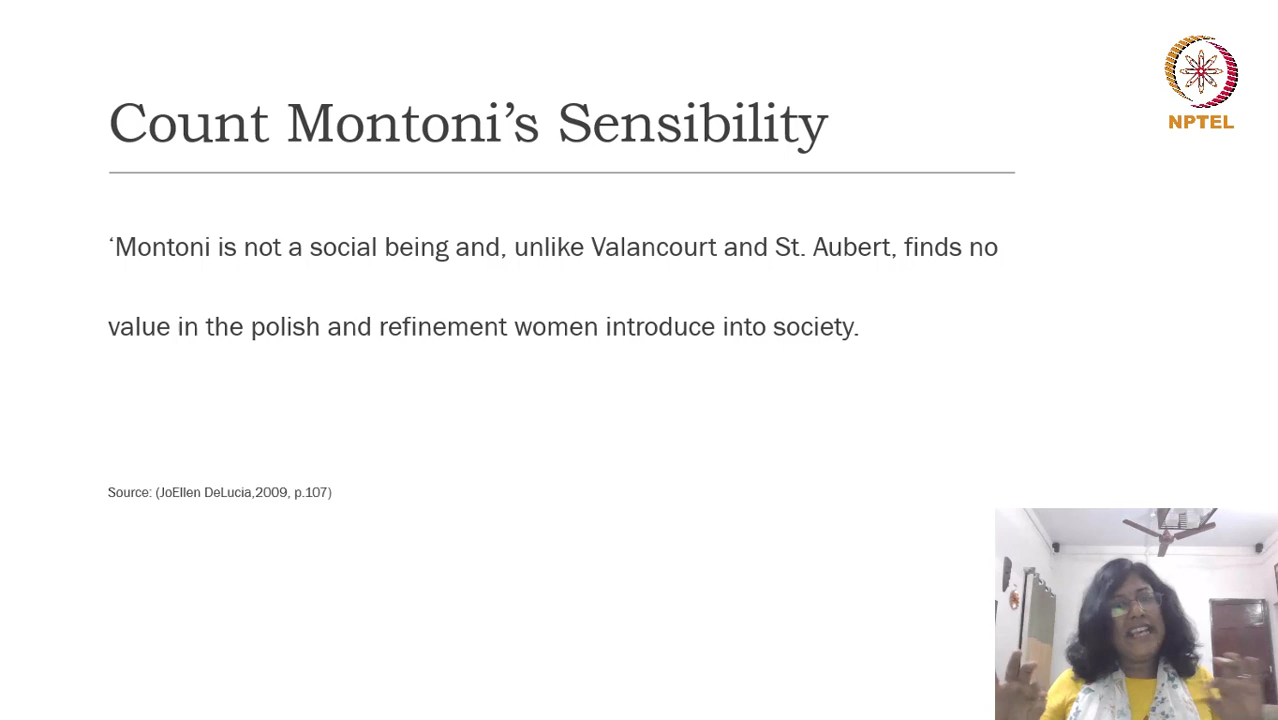 NPTEL
Count Montoni’s Sensibility
‘Montoni is not a social being and, unlike Valancourt and St. Aubert, finds no
value in the polish and refinement women introduce into society.
Source: (JoEllen DeLucia,2009, p.107)